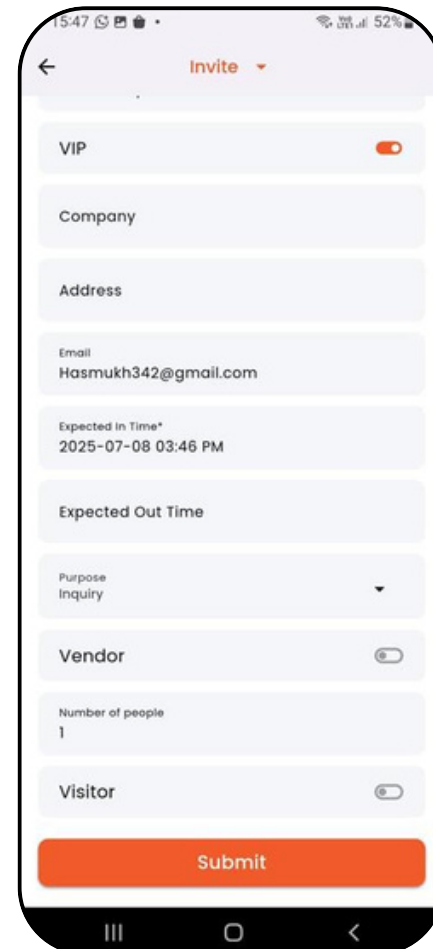 15:47 52%
Invite
VIP
Company
Address
Email
Hasmukh342@gmail.com
Expected In Time*
2025-07-08 03:46 PM
Expected Out Time
Purpose
Inquiry
Vendor
Number of people
1
Visitor
Submit